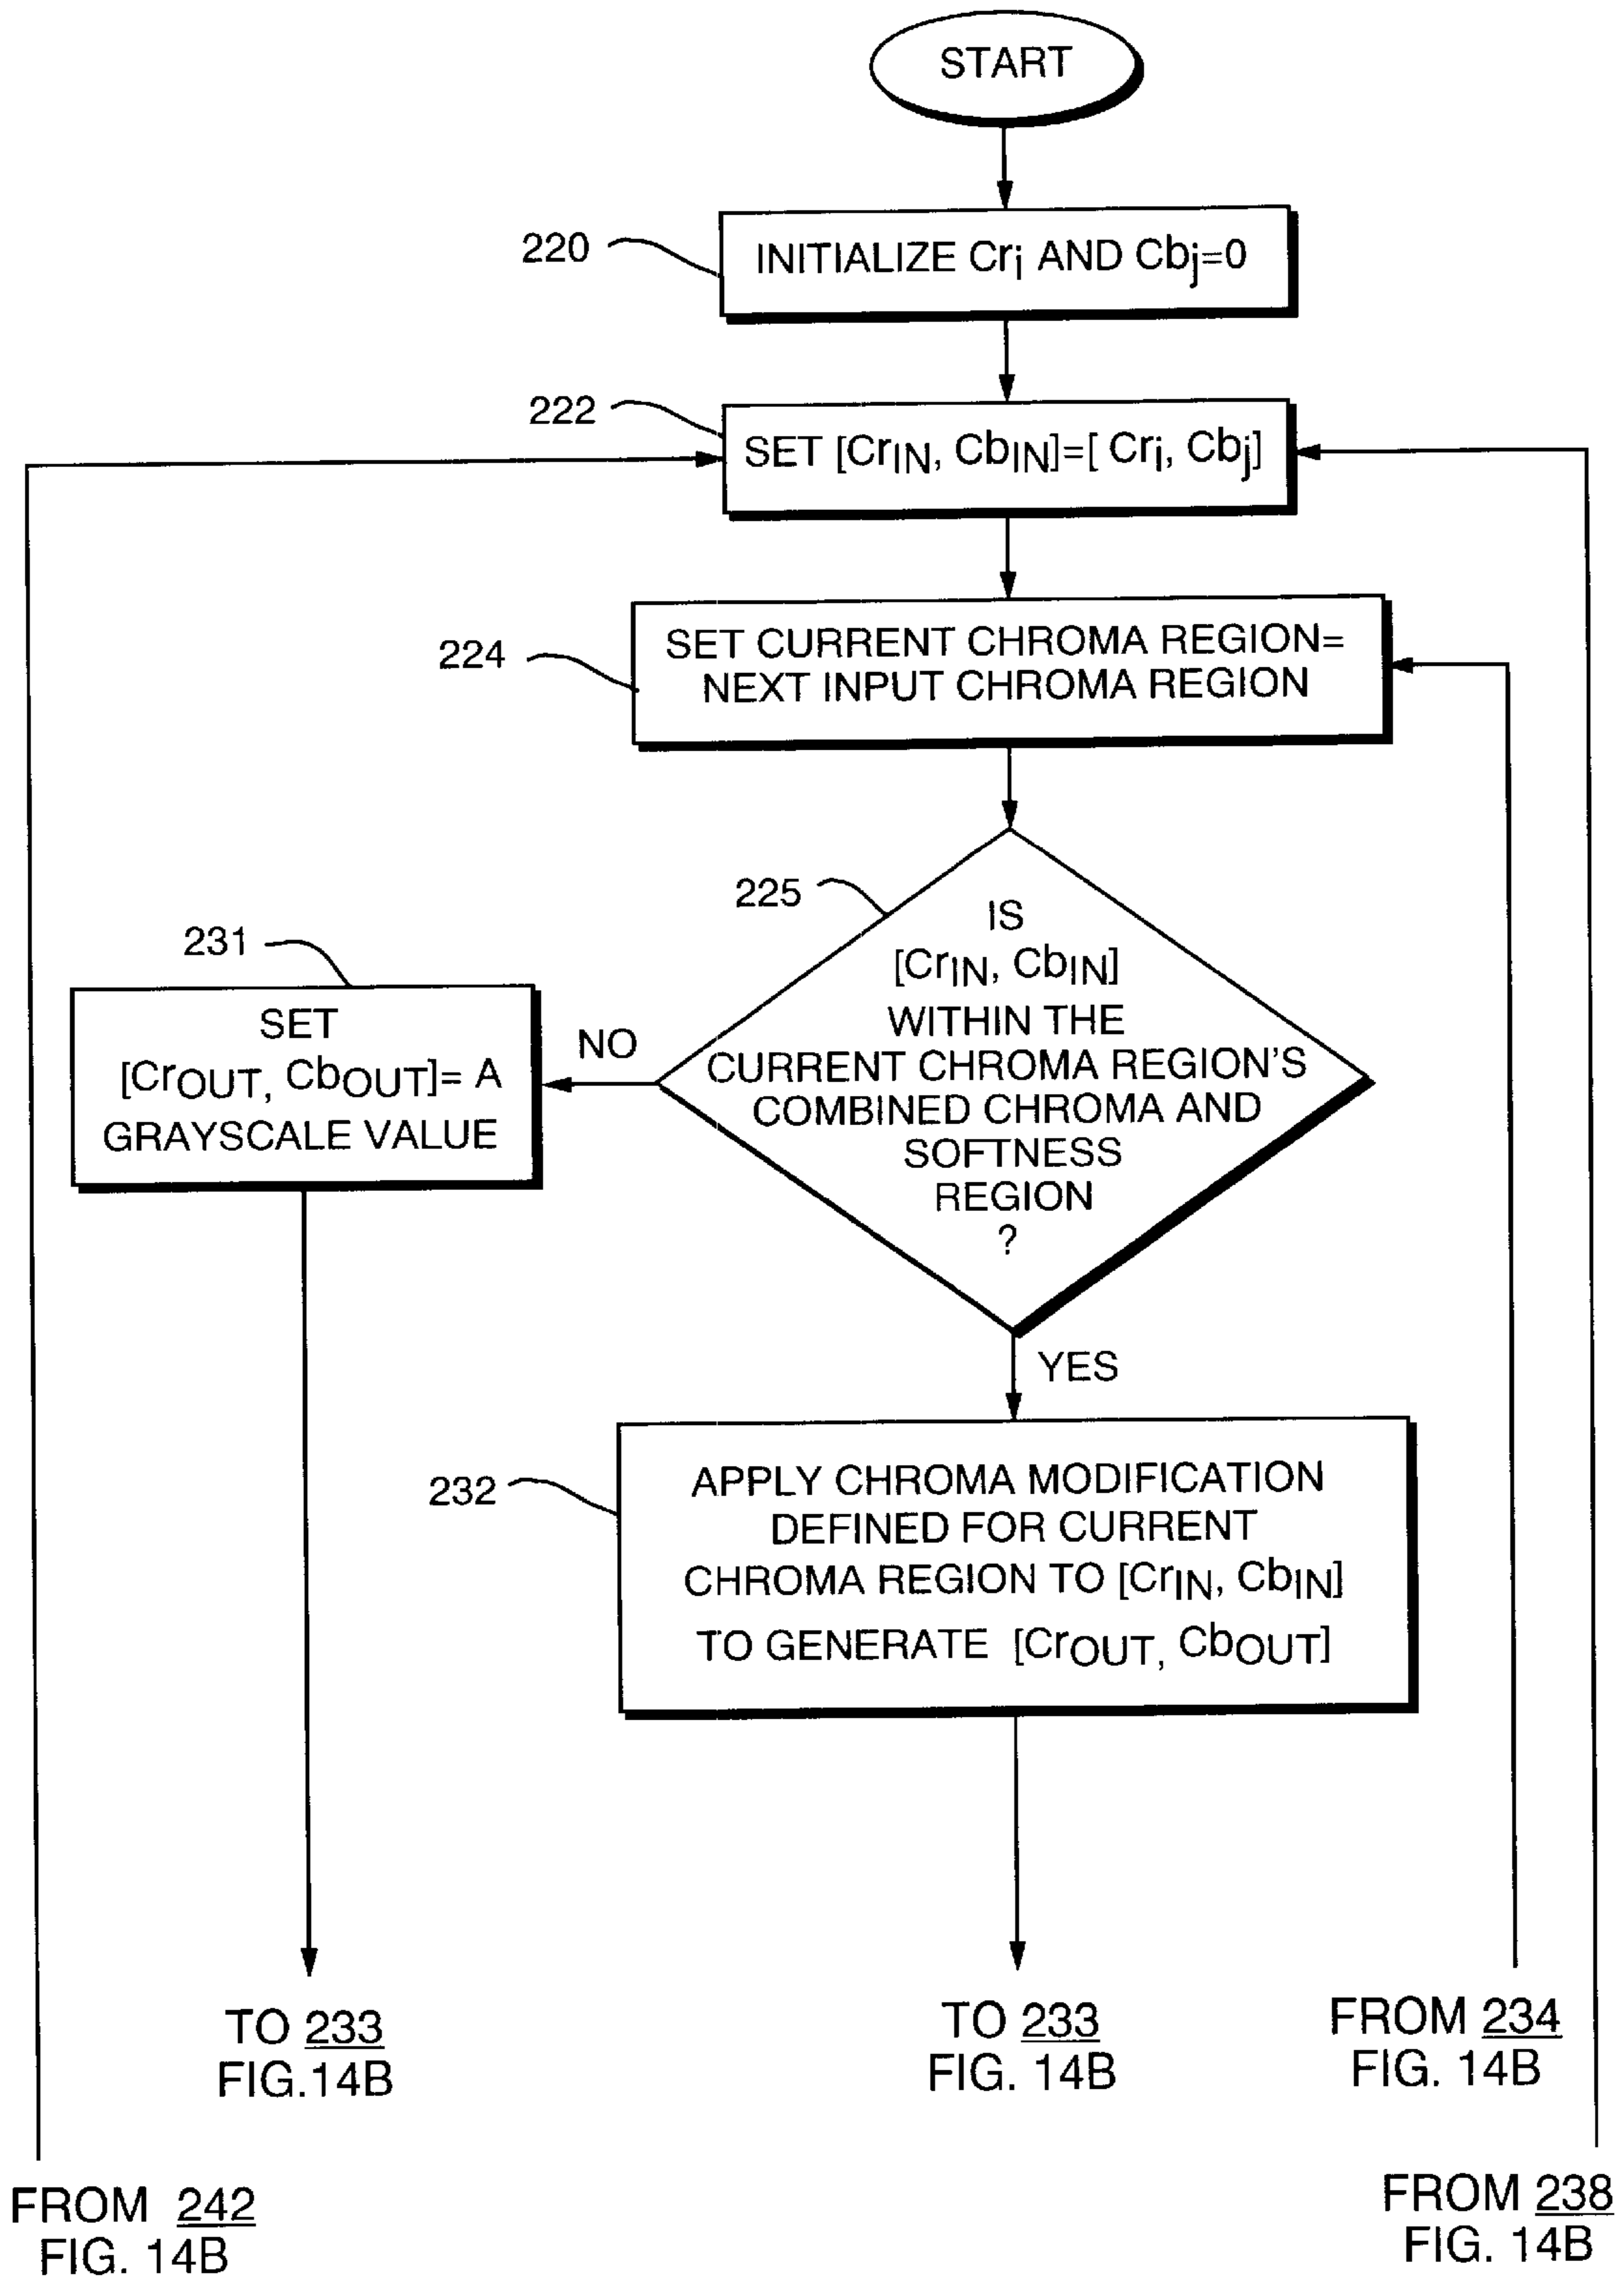 START
220
INITIALIZE Cri AND Cbj=0
222
SET [CrIN, CbIN]=[ Cri, Cbj]
224
SET CURRENT CHROMA REGION=
NEXT INPUT CHROMA REGION
225
IS
[CrIN, CbIN]
WITHIN THE
CURRENT CHROMA REGION'S
COMBINED CHROMA AND
SOFTNESS
REGION
?
NO
231
SET
[CrOUT, CbOUT]= A
GRAYSCALE VALUE
YES
232
APPLY CHROMA MODIFICATION
DEFINED FOR CURRENT
CHROMA REGION TO [CrIN, CbIN]
TO GENERATE [CrOUT, CbOUT]
TO 233
FIG.14B
TO 233
FIG. 14B
FROM 234
FIG. 14B
FROM 242
FIG. 14B
FROM 238
FIG. 14B